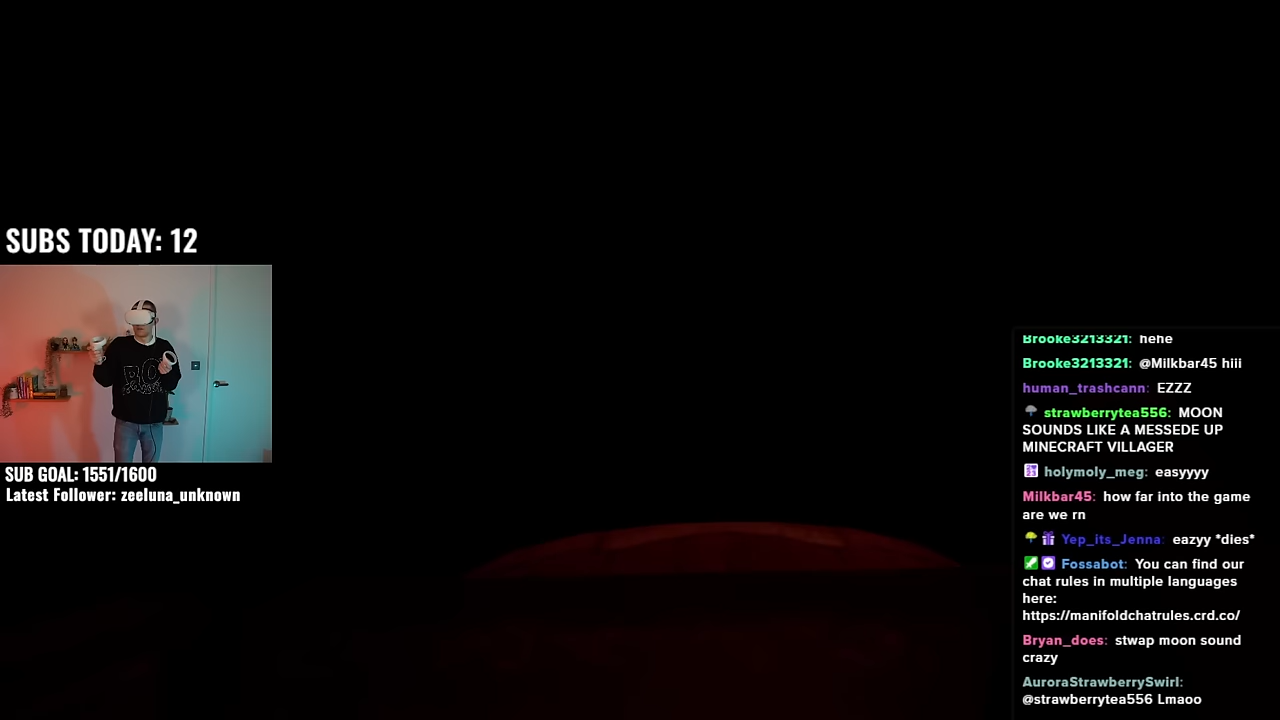 SUBS TODAY: 12
SUB GOAL: 1551/1600
Latest Follower: zeeluna_unknown
Brooke3213321: hehe
Brooke3213321: @Milkbar45 hiii
human_trashcann: EZZZ
strawberrytea556: MOON
SOUNDS LIKE A MESSEDE UP
MINECRAFT VILLAGER
holymoly_meg: easyyyy
Milkbar45: how far into the game
are we rn
Yep_its_Jenna: eazyy *dies*
Fossabot: You can find our
chat rules in multiple languages
here:
https://manifoldchatrules.crd.co/
Bryan_does: stwap moon sound
crazy
AuroraStrawberrySwirl:
@strawberrytea556 Lmaoo